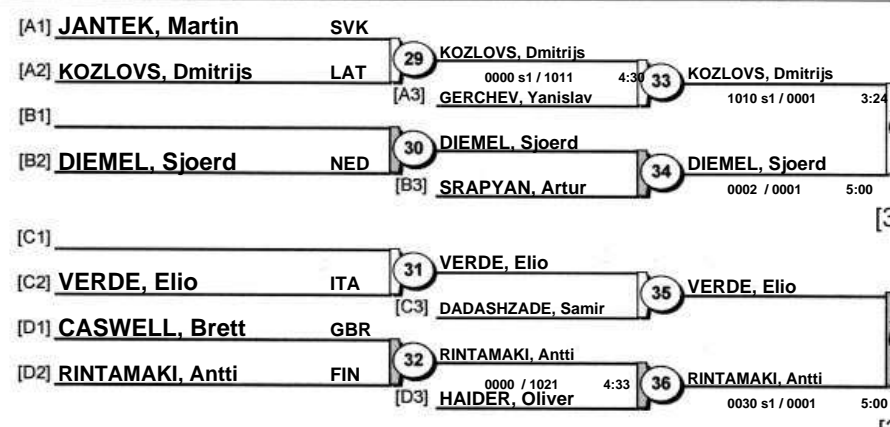 [A1] JANTEK, Martin SVK
29 KOZLOVS, Dmitrijs
[A2] KOZLOVS, Dmitrijs LAT
0000 s1 / 1011 4:30
33 KOZLOVS, Dmitrijs
[A3] GERCHEV, Yanislav
1010 s1 / 0001 3:24
[B1]
30 DIEMEL, Sjoerd
[B2] DIEMEL, Sjoerd NED
34 DIEMEL, Sjoerd
[B3] SRAPYAN, Artur
0002 / 0001 5:00
[3
[C1]
31 VERDE, Elio
[C2] VERDE, Elio ITA
35 VERDE, Elio
[C3] DADASHZADE, Samir
[D1] CASWELL, Brett GBR
32 RINTAMAKI, Antti
[D2] RINTAMAKI, Antti FIN
0000 / 1021 4:33
36 RINTAMAKI, Antti
[D3] HAIDER, Oliver
0030 s1 / 0001 5:00